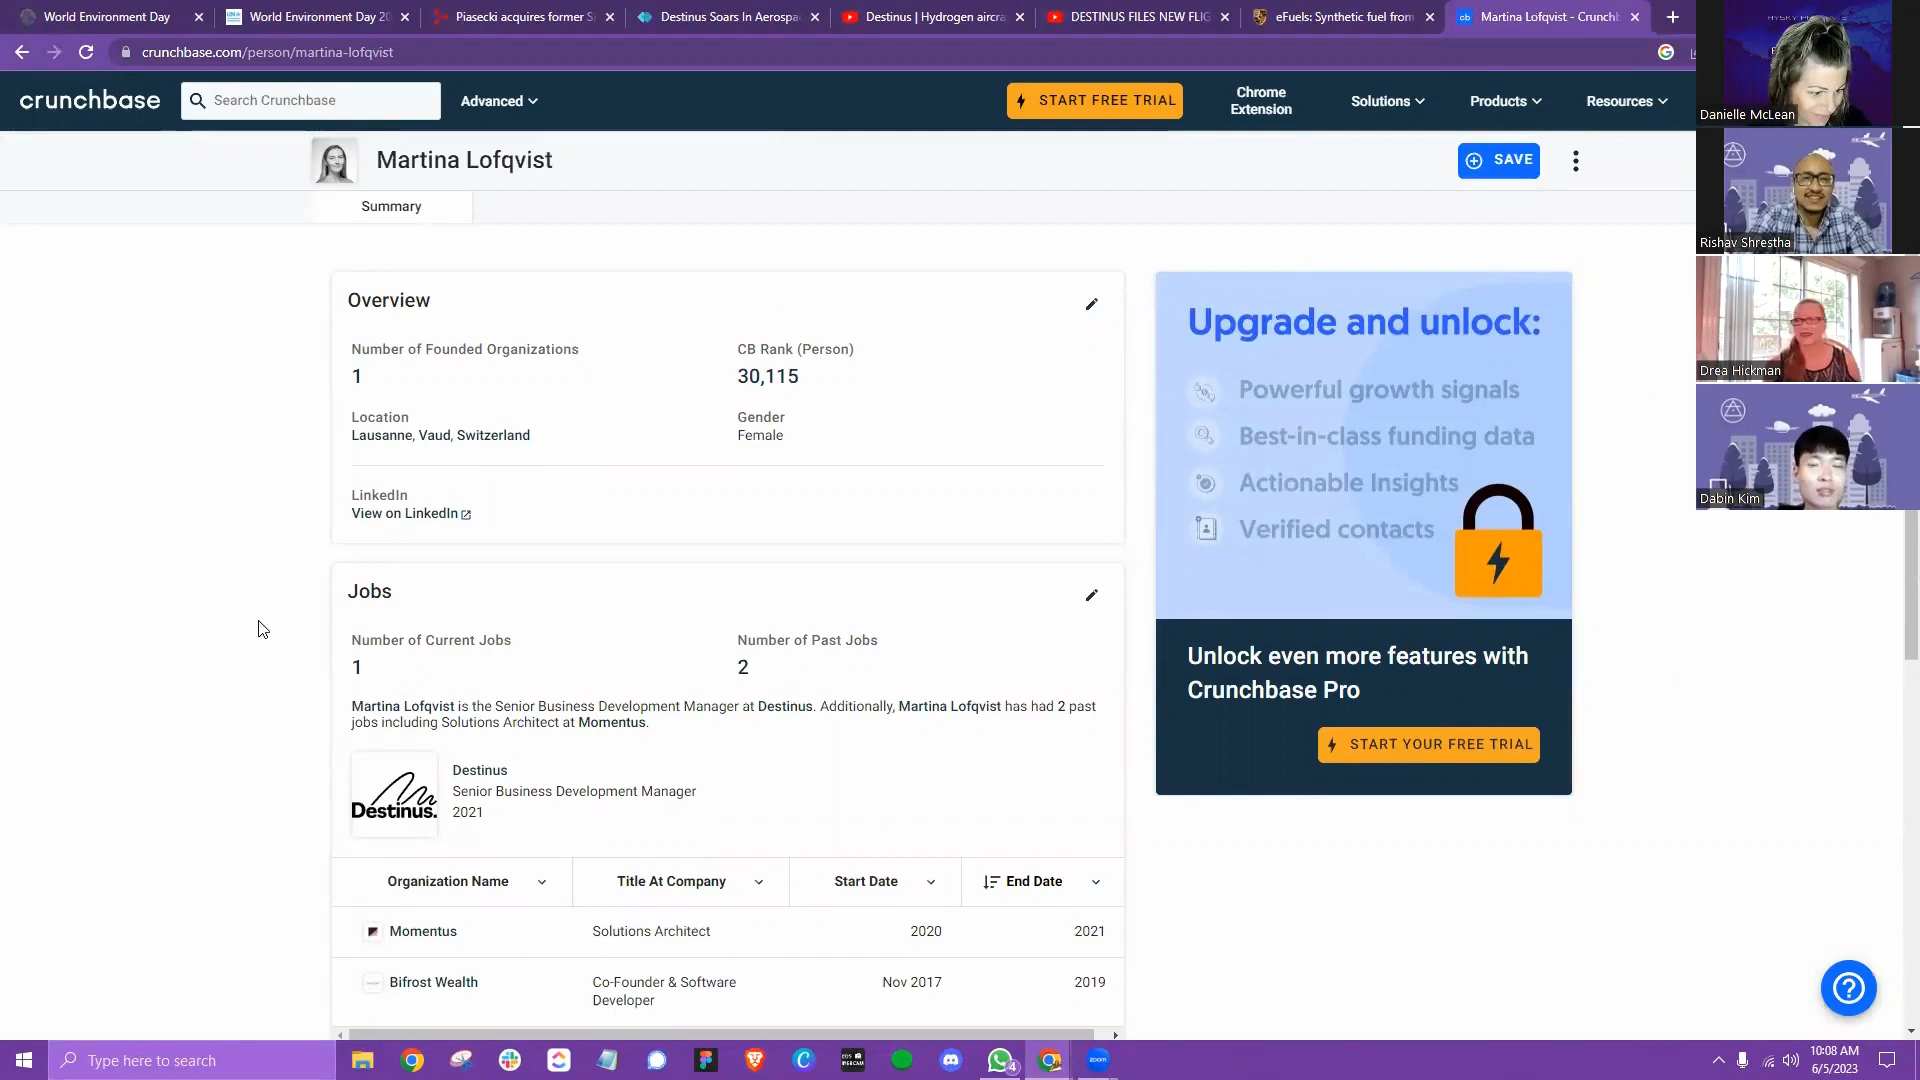 World Environment Day
World Environment Day 20
Piasecki acquires former S
Destinus Soars In Aerospa
Destinus | Hydrogen aircra
DESTINUS FILES NEW FLIG
eFuels: Synthetic fuel from
cb
Martina Lofqvist - Crunchb
crunchbase.com/person/martina-lofqvist
crunchbase
Search Crunchbase
Advanced
START FREE TRIAL
Chrome
Extension
Solutions
Products
Resources
Danielle McLean
Martina Lofqvist
SAVE
Summary
Rishav Shrestha
Overview
Number of Founded Organizations
1
CB Rank (Person)
30,115
Location
Lausanne, Vaud, Switzerland
Gender
Female
LinkedIn
View on LinkedIn
Upgrade and unlock:
Powerful growth signals
Best-in-class funding data
Actionable Insights
Verified contacts
Drea Hickman
Dabin Kim
Jobs
Number of Current Jobs
1
Number of Past Jobs
2
Martina Lofqvist is the Senior Business Development Manager at Destinus. Additionally, Martina Lofqvist has had 2 past
jobs including Solutions Architect at Momentus.
Unlock even more features with
Crunchbase Pro
START YOUR FREE TRIAL
Destinus.
Destinus
Senior Business Development Manager
2021
Organization Name
Title At Company
Start Date
End Date
Momentus
Solutions Architect
2020
2021
Bifrost Wealth
Co-Founder & Software
Developer
Nov 2017
2019
Type here to search
EOS
WEBCAM
4
zoom
10:08 AM
6/5/2023